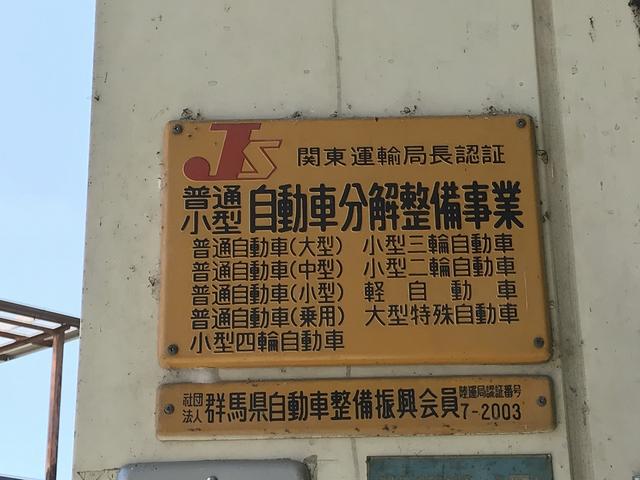 JS 関東運輸局長認証
普通
小型 自動車分解整備事業
普通自動車(大型) 小型三輪自動車
普通自動車(中型) 小型二輪自動車
普通自動車(小型) 軽自動車
普通自動車(乗用) 大型特殊自動車
小型四輪自動車
社団法人 群馬県自動車整備振興会員 陸運局認証番号
7-2003